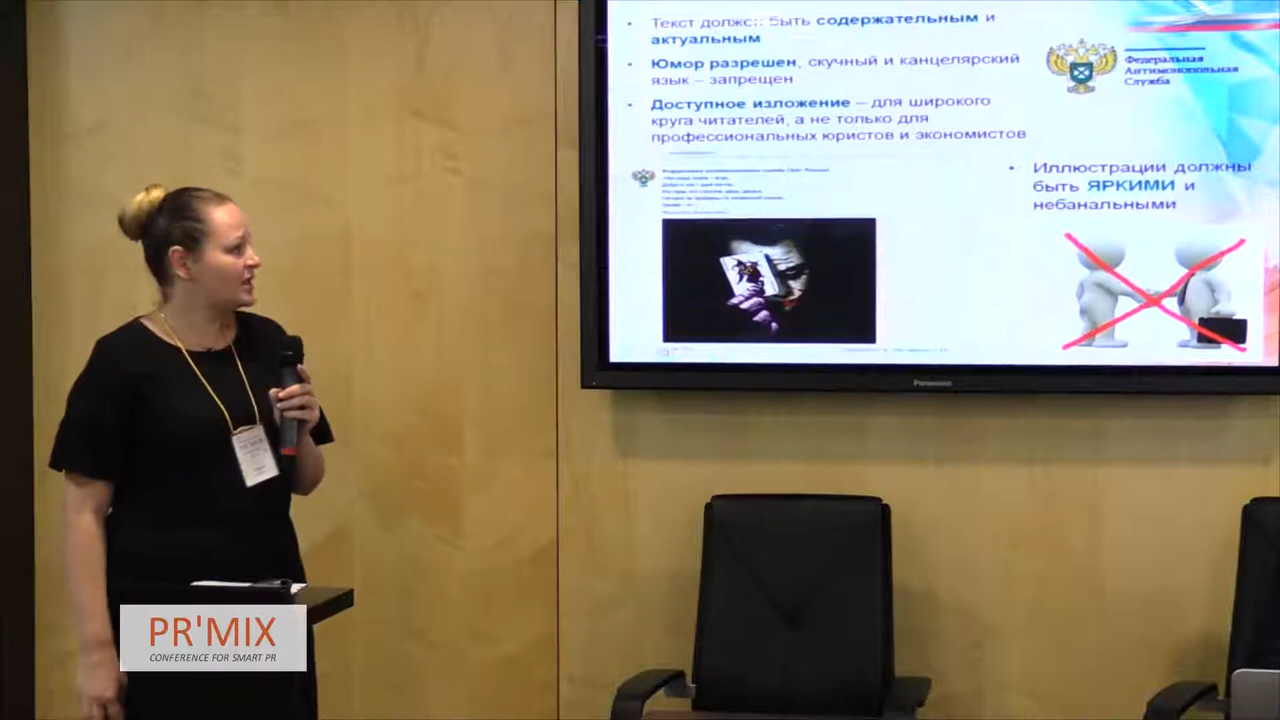 • Текст должен быть содержательным и
актуальным
• Юмор разрешен, скучный и канцелярский
язык – запрещен
• Доступное изложение – для широкого
круга читателей, а не только для
профессиональных юристов и экономистов
Федеральная
Антимонопольная
Служба
• Иллюстрации должны
быть ЯРКИМИ и
небанальными
Panasonic
PR'MIX
CONFERENCE FOR SMART PR